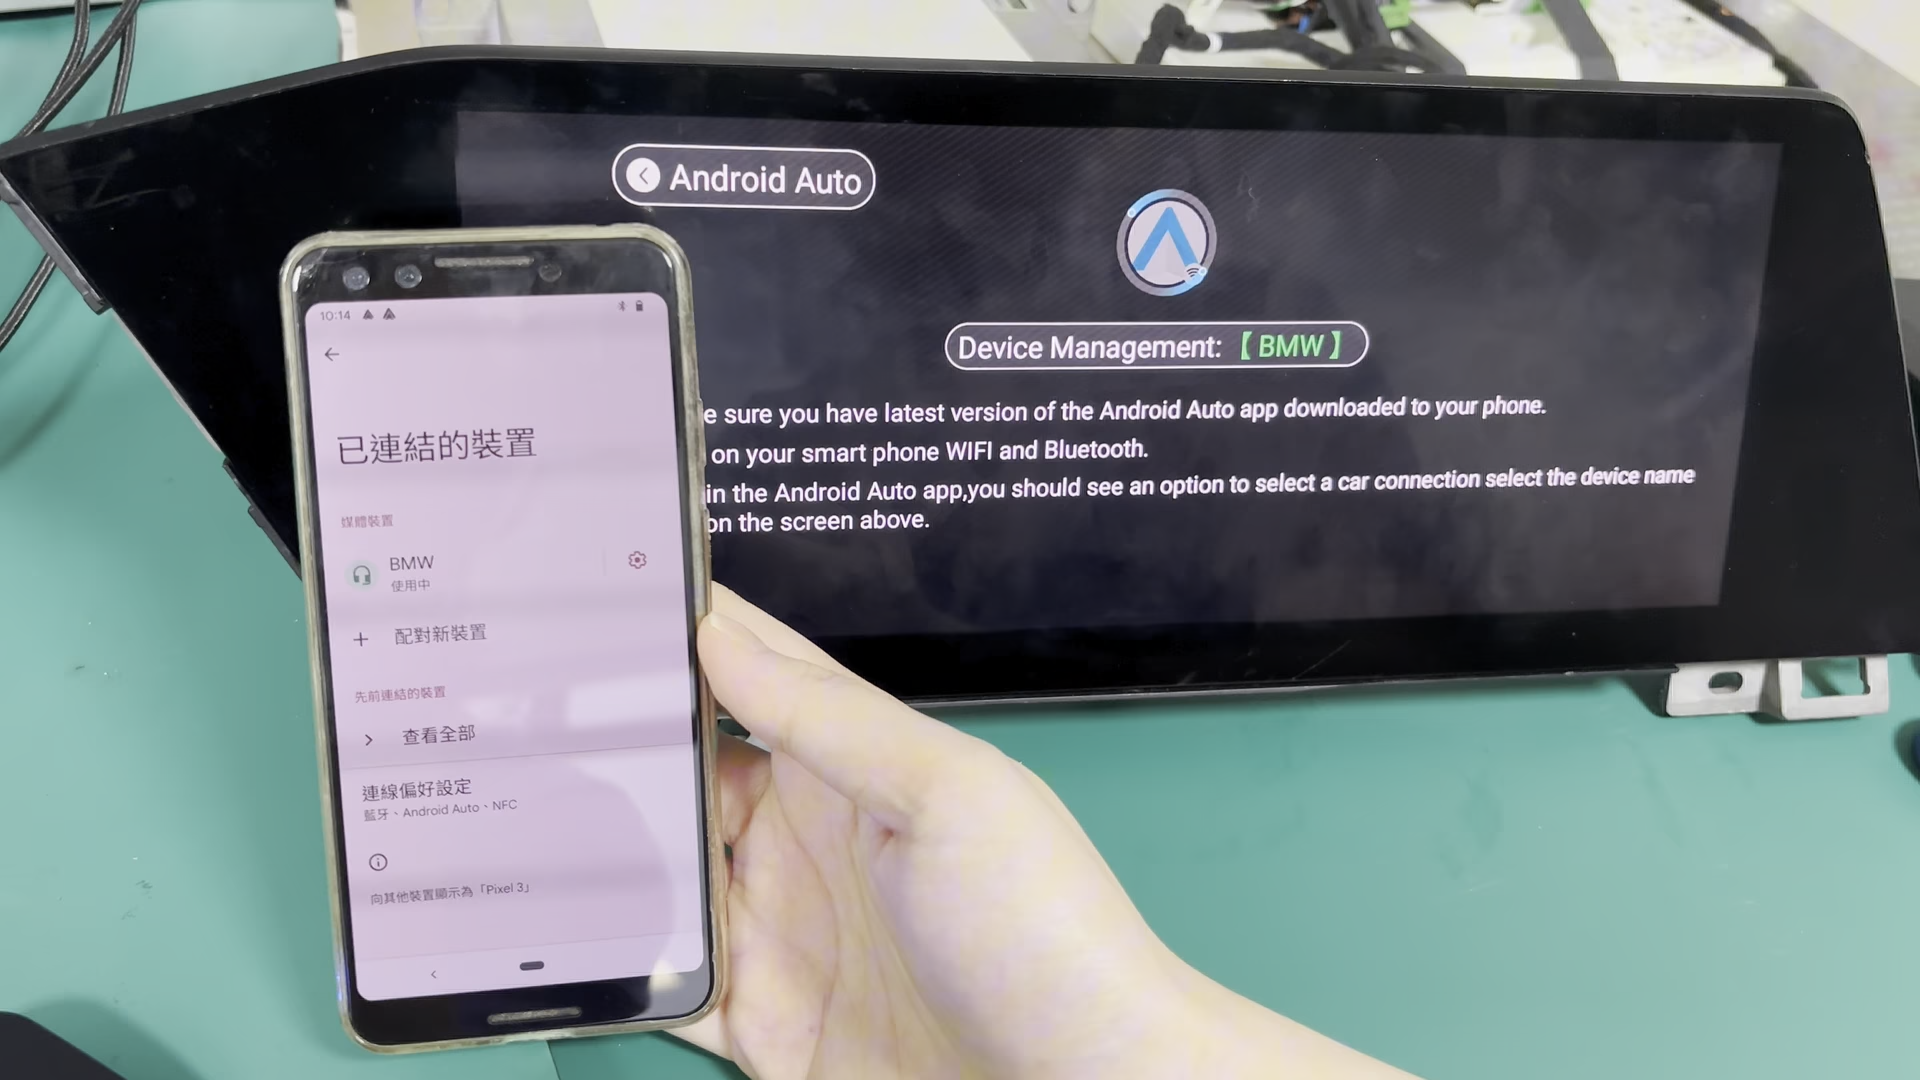 Android Auto
Device Management: 【BMW】
e sure you have latest version of the Android Auto app downloaded to your phone.
on your smart phone WIFI and Bluetooth.
in the Android Auto app,you should see an option to select a car connection select the device name
on the screen above.
10:14
已連結的裝置
媒體裝置
BMW
使用中
配對新裝置
先前連結的裝置
查看全部
連線偏好設定
藍牙、Android Auto、NFC
向其他裝置顯示為「Pixel 3」